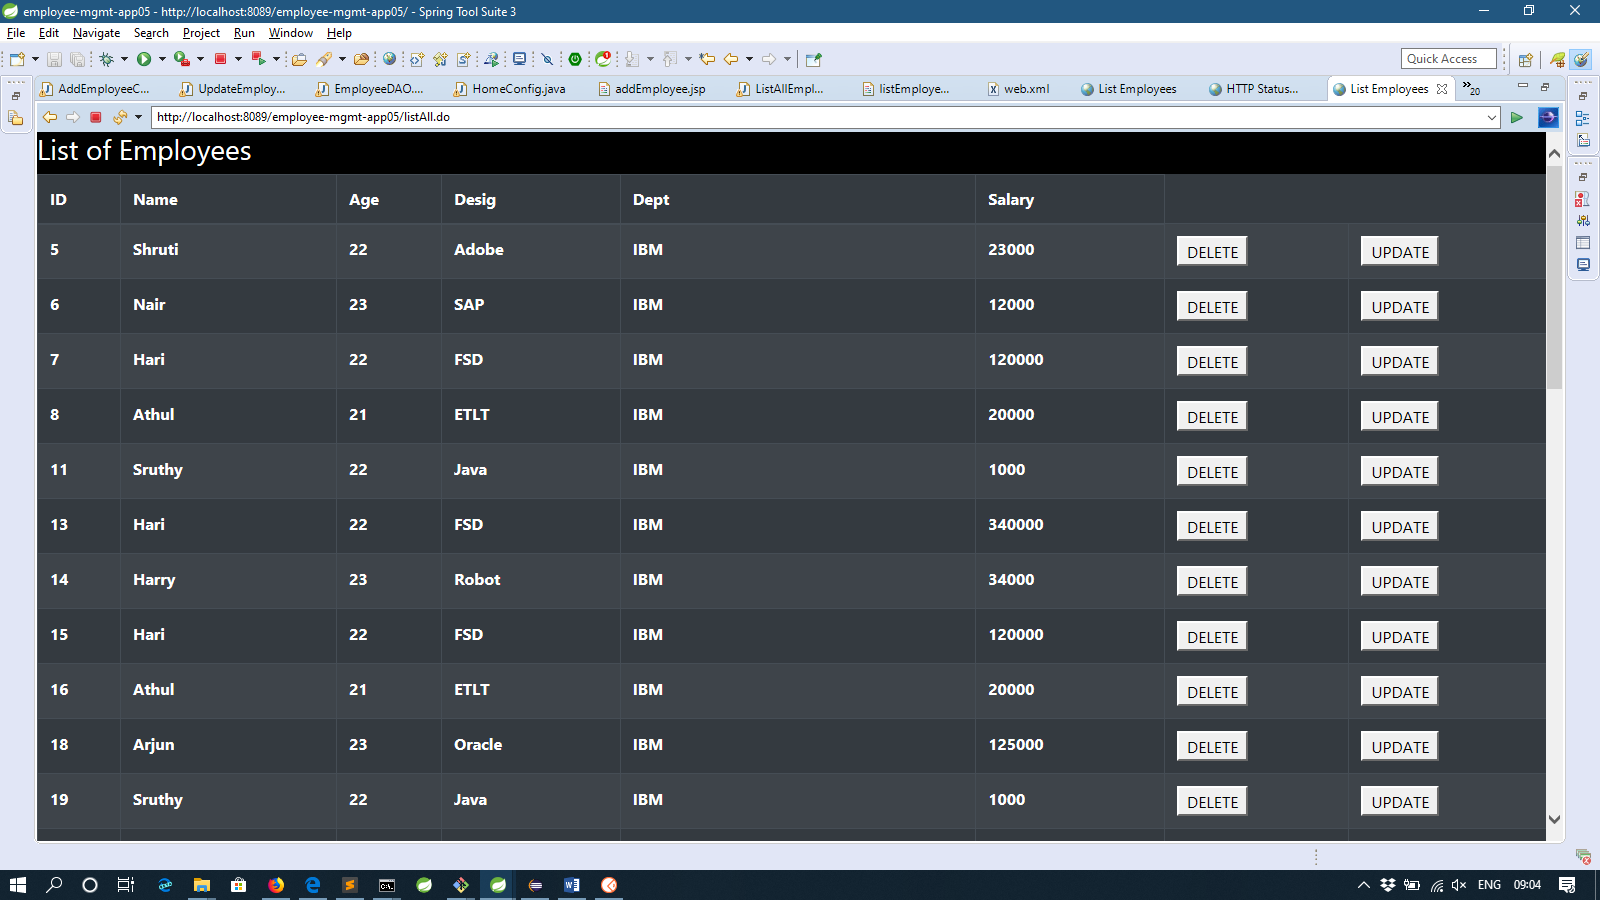 employee-mgmt-app05 - http://localhost:8089/employee-mgmt-app05/ - Spring Tool Suite 3
File Edit Navigate Search Project Run Window Help
Quick Access
AddEmployeeC... UpdateEmploy... EmployeeDAO.... HomeConfig.java addEmployee.jsp ListAllEmpl... listEmploye... web.xml List Employees HTTP Status... List Employees »20
http://localhost:8089/employee-mgmt-app05/listAll.do
List of Employees
ID Name Age Desig Dept Salary
5 Shruti 22 Adobe IBM 23000 DELETE UPDATE
6 Nair 23 SAP IBM 12000 DELETE UPDATE
7 Hari 22 FSD IBM 120000 DELETE UPDATE
8 Athul 21 ETLT IBM 20000 DELETE UPDATE
11 Sruthy 22 Java IBM 1000 DELETE UPDATE
13 Hari 22 FSD IBM 340000 DELETE UPDATE
14 Harry 23 Robot IBM 34000 DELETE UPDATE
15 Hari 22 FSD IBM 120000 DELETE UPDATE
16 Athul 21 ETLT IBM 20000 DELETE UPDATE
18 Arjun 23 Oracle IBM 125000 DELETE UPDATE
19 Sruthy 22 Java IBM 1000 DELETE UPDATE
ENG 09:04